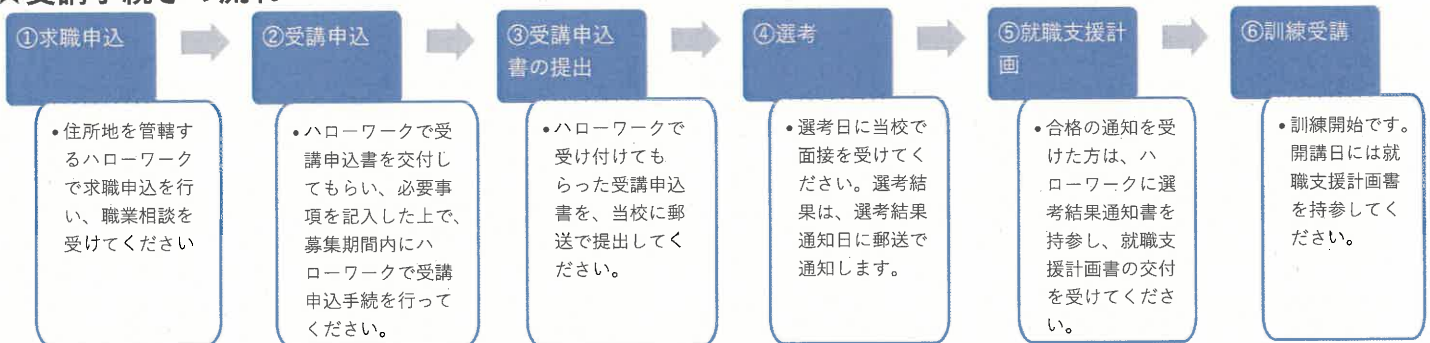 ①求職申込
②受講申込
③受講申込
書の提出
④選考
⑤就職支援計
画
⑥訓練受講
•住所地を管轄す
るハローワーク
で求職申込を行
い、職業相談を
受けてください
•ハローワークで受
講申込書を交付し
てもらい、必要事
項を記入した上で、
募集期間内にハ
ローワークで受講
申込手続を行って
ください。
•ハローワークで
受け付けても
らった受講申込
書を、当校に郵
送で提出してく
ださい。
•選考日に当校で
面接を受けてく
ださい。選考結
果は、選考結果
通知日に郵送で
通知します。
•合格の通知を受
けた方は、ハ
ローワークに選
考結果通知書を
持参し、就職支
援計画書の交付
を受けてくださ
い。
•訓練開始です。
開講日には就
職支援計画書
を持参してく
ださい。